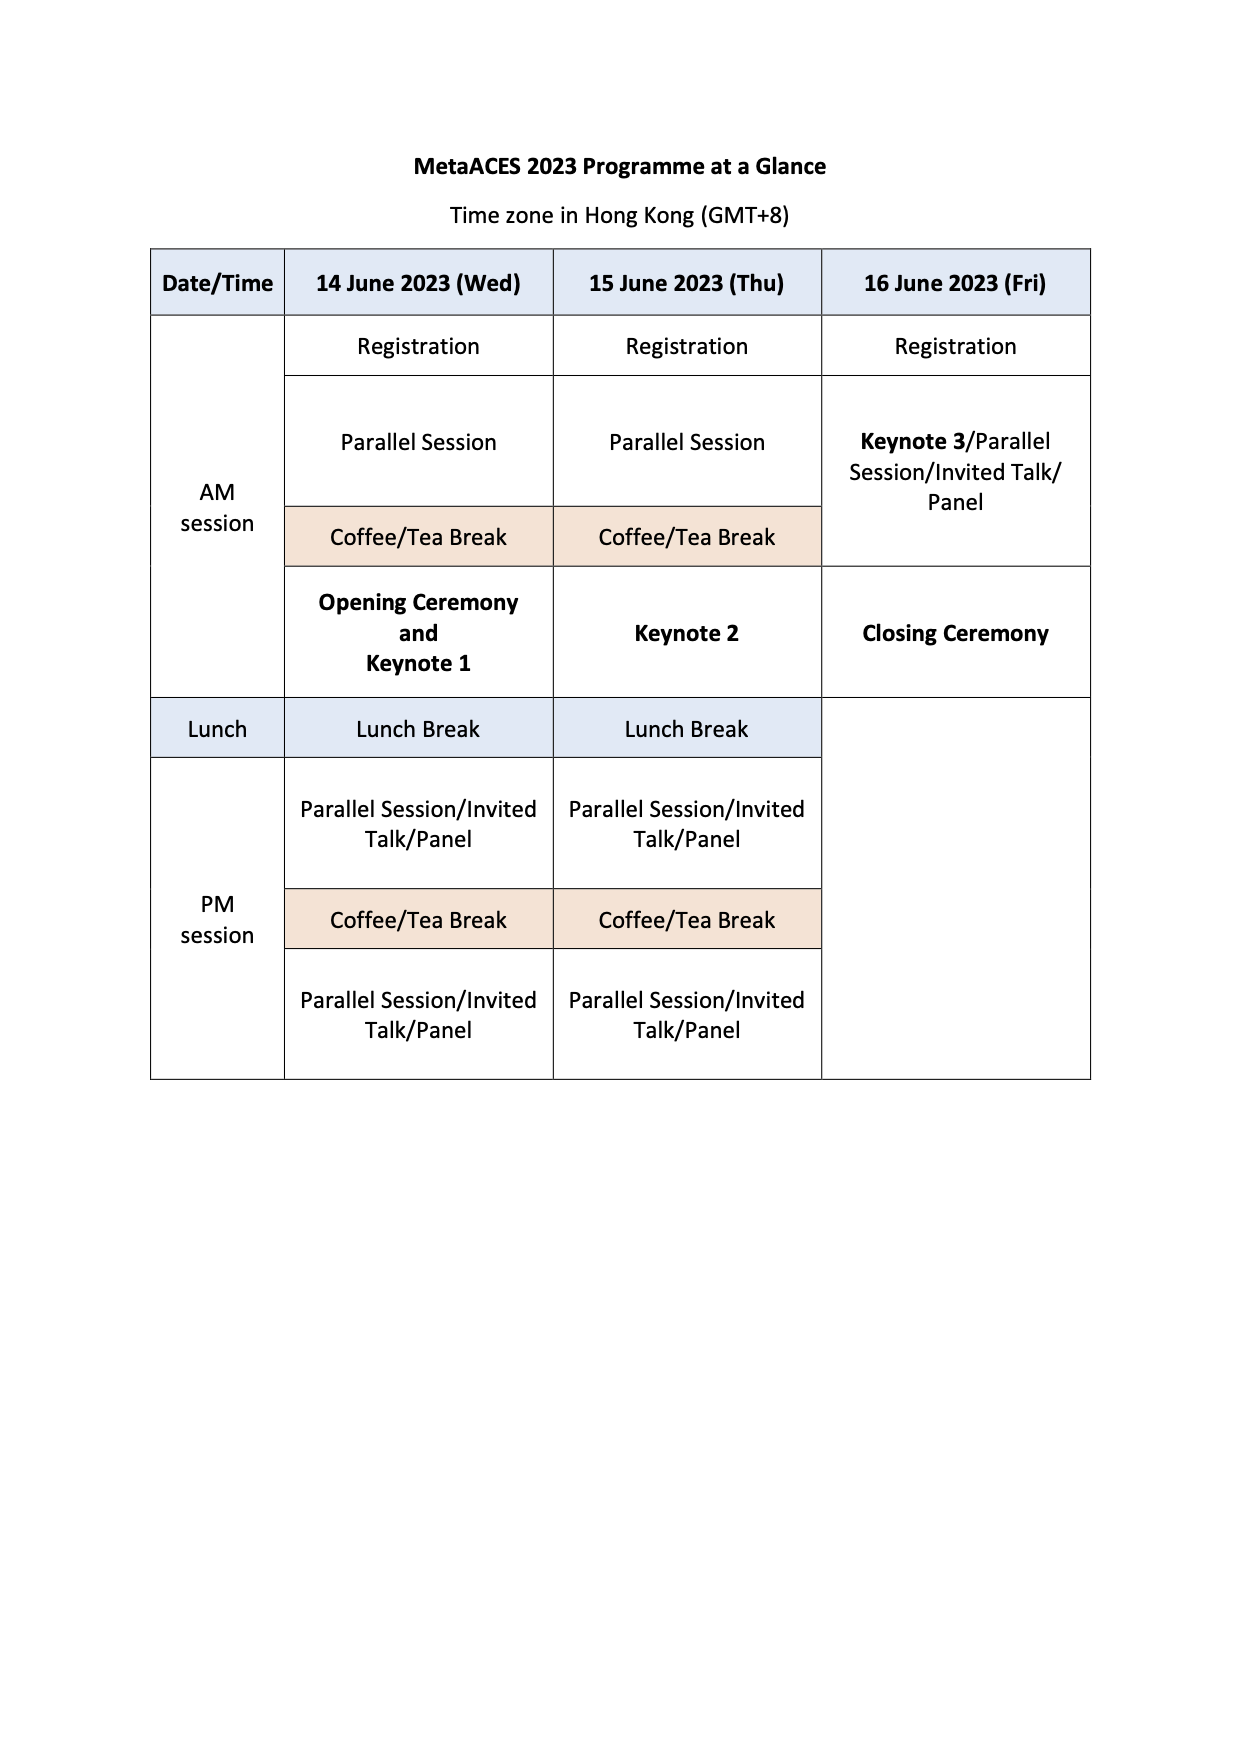 MetaACES 2023 Programme at a Glance
Time zone in Hong Kong (GMT+8)
Date/Time 14 June 2023 (Wed) 15 June 2023 (Thu) 16 June 2023 (Fri)
AM
session
Registration Registration Registration
Parallel Session Parallel Session
Keynote 3/Parallel
Session/Invited Talk/
Panel
Coffee/Tea Break Coffee/Tea Break
Opening Ceremony
and
Keynote 1
Keynote 2
Closing Ceremony
Lunch Lunch Break Lunch Break
PM
session
Parallel Session/Invited
Talk/Panel
Parallel Session/Invited
Talk/Panel
Coffee/Tea Break Coffee/Tea Break
Parallel Session/Invited
Talk/Panel
Parallel Session/Invited
Talk/Panel